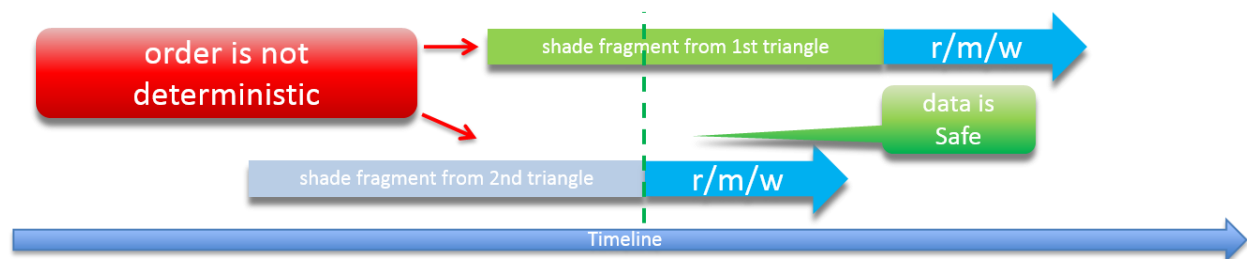 order is not
deterministic
shade fragment from 1st triangle
r/m/w
data is
Safe
shade fragment from 2nd triangle
r/m/w
Timeline